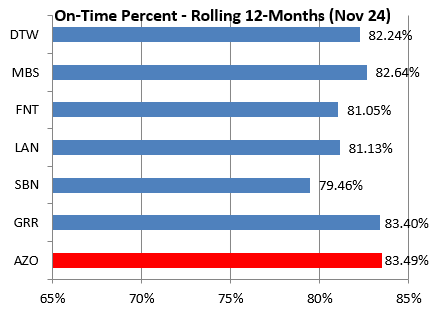 On-Time Percent - Rolling 12-Months (Nov 24)
DTW 82.24%
MBS 82.64%
FNT 81.05%
LAN 81.13%
SBN 79.46%
GRR 83.40%
AZO 83.49%
65% 70% 75% 80% 85%